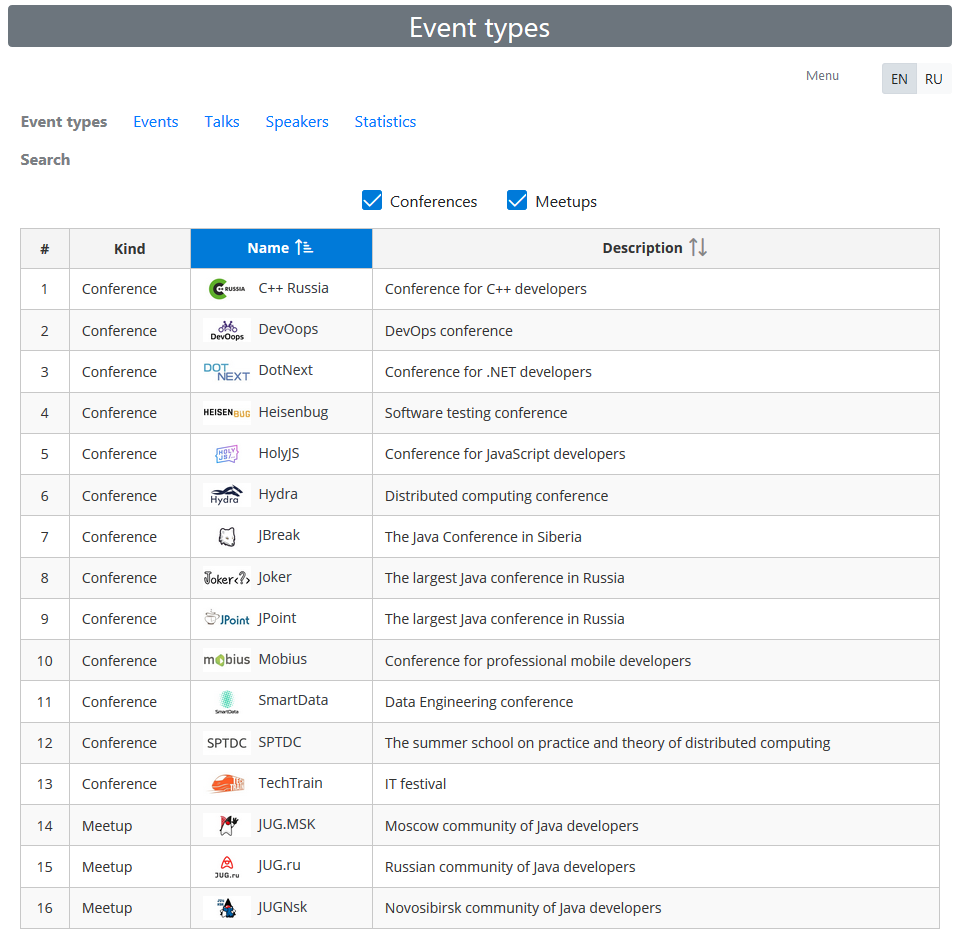 Event types
Menu EN RU
Event types Events Talks Speakers Statistics
Search
Conferences Meetups
# Kind Name Description
1 Conference C++ RUSSIA C++ Russia Conference for C++ developers
2 Conference DevOops DevOops DevOps conference
3 Conference DOT NEXT DotNext Conference for .NET developers
4 Conference HEISENBUG Heisenbug Software testing conference
5 Conference HOLY JS! HolyJS Conference for JavaScript developers
6 Conference Hydra Hydra Distributed computing conference
7 Conference JBreak The Java Conference in Siberia
8 Conference Joker<?> Joker The largest Java conference in Russia
9 Conference JPoint JPoint The largest Java conference in Russia
10 Conference mobius Mobius Conference for professional mobile developers
11 Conference SmartData SmartData Data Engineering conference
12 Conference SPTDC SPTDC The summer school on practice and theory of distributed computing
13 Conference TechTrain IT festival
14 Meetup JUG.MSK Moscow community of Java developers
15 Meetup JUG.ru JUG.ru Russian community of Java developers
16 Meetup JUGNsk Novosibirsk community of Java developers